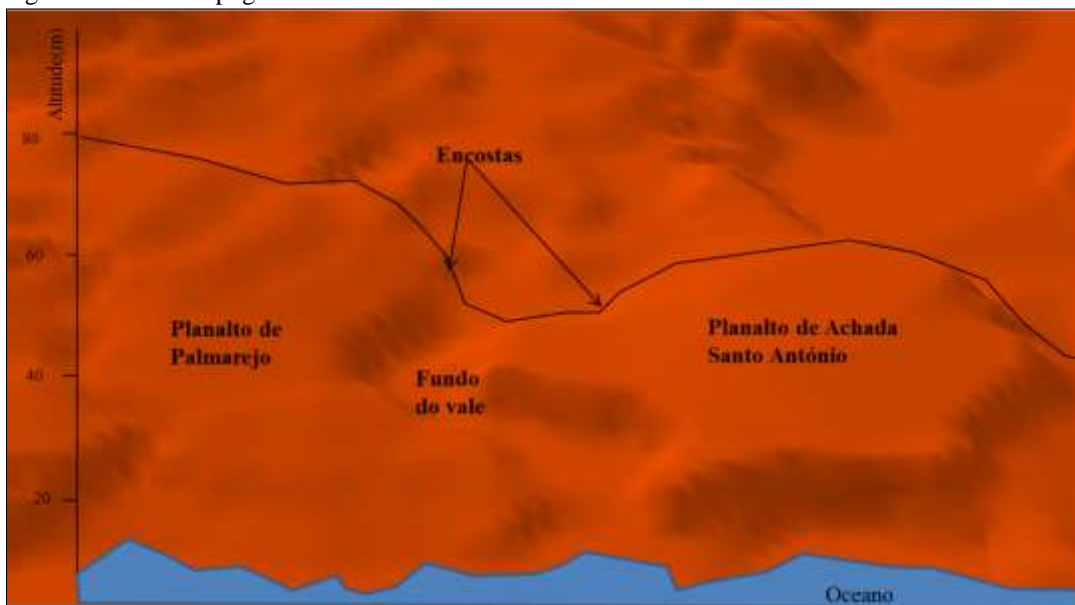 Altitude(m)
80
Encostas
60
Planalto de
Palmarejo
Planalto de Achada
Santo António
40
Fundo
do vale
20
Oceano